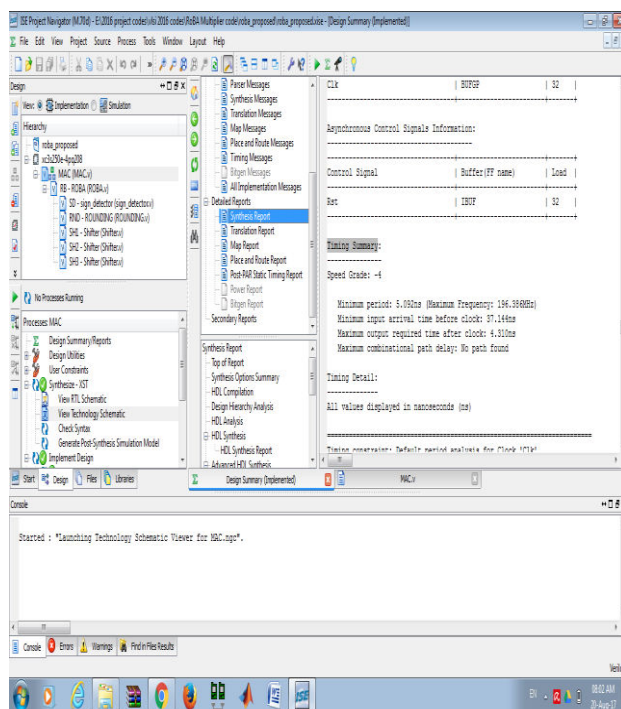 ISE Project Navigator (M.70d) - E:\2016 project codes\vlsi 2016 codes\RoBA Multiplier code\roba_proposed\roba_proposed.xise - [Design Summary (Implemented)]
File Edit View Project Source Process Tools Window Layout Help
Design
View: Implementation Simulation
Hierarchy
roba_proposed
xc3s250e-4pq208
MAC (MAC.v)
RB - ROBA (ROBA.v)
SD - sign_detector (sign_detector.v)
RND - ROUNDING (ROUNDING.v)
SH1 - Shifter (Shifter.v)
SH2 - Shifter (Shifter.v)
SH3 - Shifter (Shifter.v)
No Processes Running
Processes: MAC
Design Summary/Reports
Design Utilities
User Constraints
Synthesize - XST
View RTL Schematic
View Technology Schematic
Check Syntax
Generate Post-Synthesis Simulation Model
Implement Design
Start Design Files Libraries
Parser Messages
Synthesis Messages
Translation Messages
Map Messages
Place and Route Messages
Timing Messages
Bitgen Messages
All Implementation Messages
Detailed Reports
Synthesis Report
Translation Report
Map Report
Place and Route Report
Post-PAR Static Timing Report
Power Report
Bitgen Report
Secondary Reports
Synthesis Report
Top of Report
Synthesis Options Summary
HDL Compilation
Design Hierarchy Analysis
HDL Analysis
HDL Synthesis
HDL Synthesis Report
Advanced HDL Synthesis
Clk | BUFGP | 32 |
Asynchronous Control Signals Information:
Control Signal | Buffer(FF name) | Load |
Rst | IBUF | 32 |
Timing Summary:
Speed Grade: -4
Minimum period: 5.092ns (Maximum Frequency: 196.386MHz)
Minimum input arrival time before clock: 37.144ns
Maximum output required time after clock: 4.310ns
Maximum combinational path delay: No path found
Timing Detail:
All values displayed in nanoseconds (ns)
Timing constraint: Default period analysis for Clock 'Clk'
Design Summary (Implemented) MAC.v
Console
Started : "Launching Technology Schematic Viewer for MAC.ngc".
Console Errors Warnings Find in Files Results
Veril
EN 08:02 AM
20-Aug-17